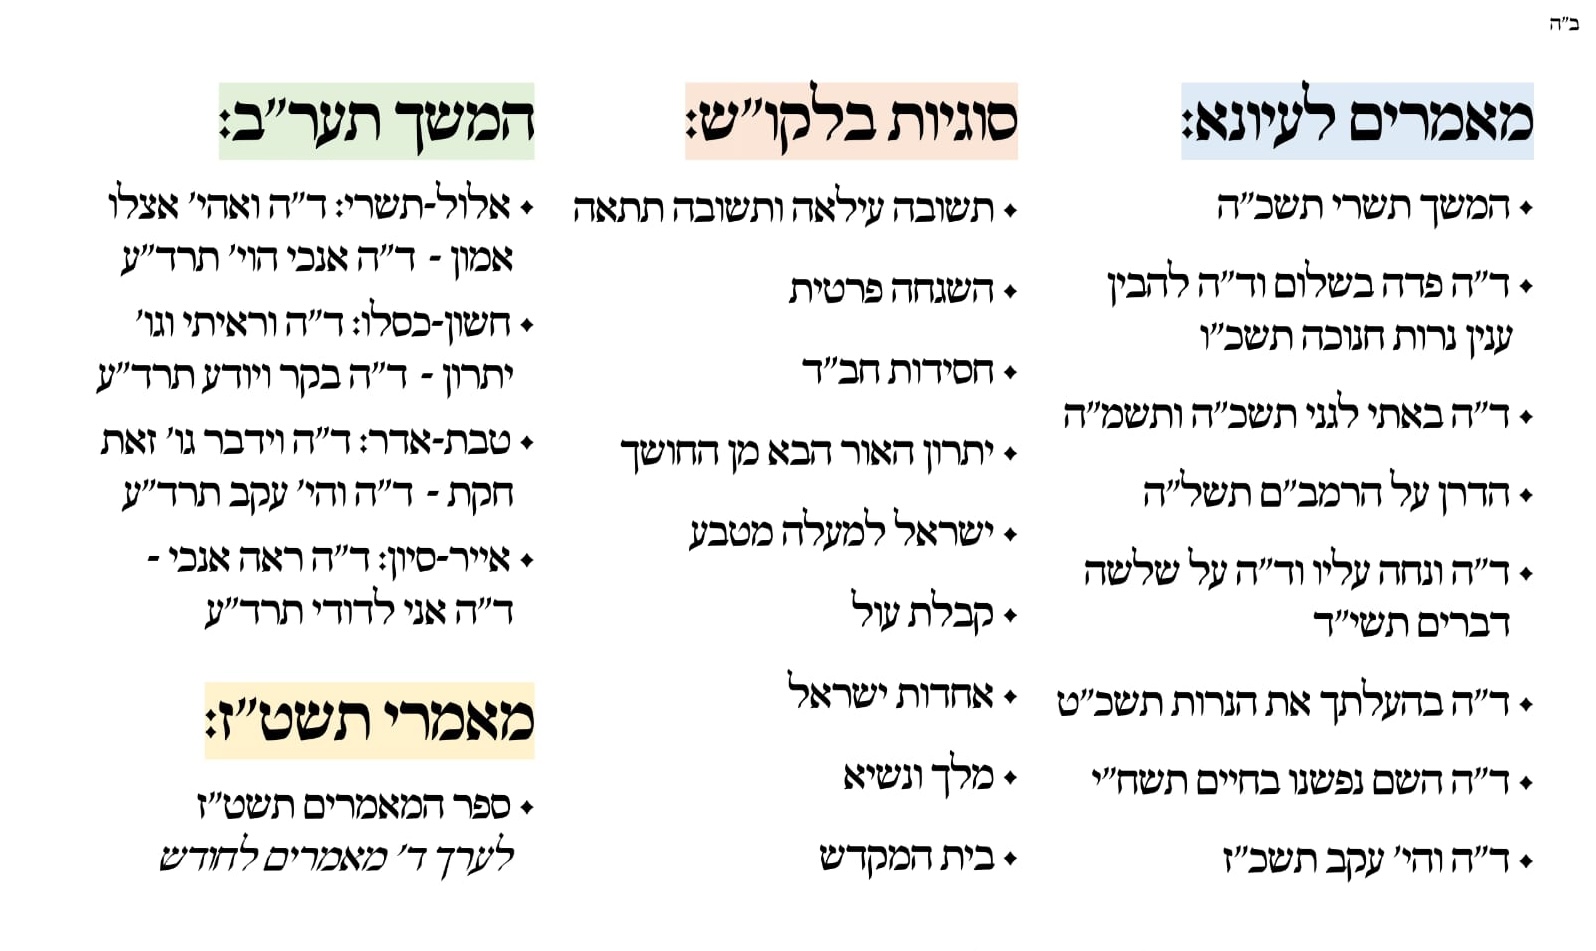 ב"ה
מאמרים לעיונא:
⬥ המשך תשרי תשכ"ה
⬥ ד"ה פדה בשלום וד"ה להבין
ענין נרות חנוכה תשכ"ו
⬥ ד"ה באתי לגני תשכ"ה ותשמ"ה
⬥ הדרן על הרמב"ם תשל"ה
⬥ ד"ה ונחה עליו וד"ה על שלשה
דברים תשי"ד
⬥ ד"ה בהעלתך את הנרות תשכ"ט
⬥ ד"ה השם נפשנו בחיים תשח"י
⬥ ד"ה והי' עקב תשכ"ז
סוגיות בלקו"ש:
⬥ תשובה עילאה ותשובה תתאה
⬥ השגחה פרטית
⬥ חסידות חב"ד
⬥ יתרון האור הבא מן החושך
⬥ ישראל למעלה מטבע
⬥ קבלת עול
⬥ אחדות ישראל
⬥ מלך ונשיא
⬥ בית המקדש
המשך תער"ב:
⬥ אלול-תשרי: ד"ה ואהי' אצלו
אמון - ד"ה אנכי הוי' תרד"ע
⬥ חשון-כסלו: ד"ה וראיתי וגו'
יתרון - ד"ה בקר ויודע תרד"ע
⬥ טבת-אדר: ד"ה וידבר גו' זאת
חקת - ד"ה והי' עקב תרד"ע
⬥ אייר-סיון: ד"ה ראה אנכי -
ד"ה אני לדודי תרד"ע
מאמרי תשט"ז:
⬥ ספר המאמרים תשט"ז
לערך ד' מאמרים לחודש